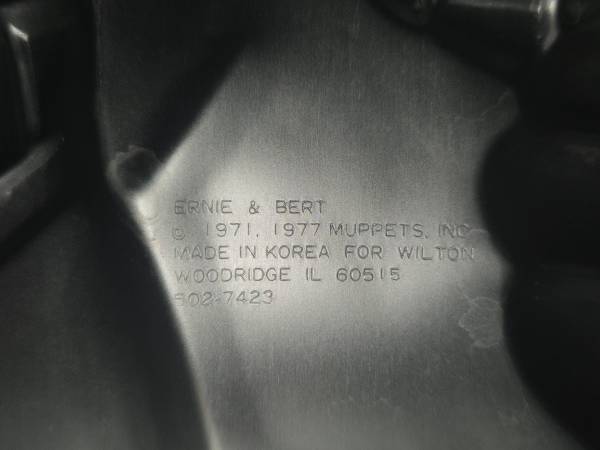 ERNIE & BERT
© 1971, 1977 MUPPETS, INC
MADE IN KOREA FOR WILTON
WOODRIDGE IL 60515
502-7423